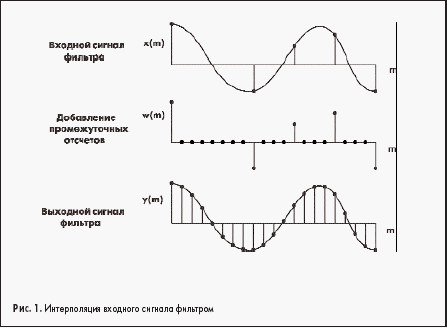 Входной сигнал
фильтра
x(m)
m
Добавление
промежуточных
отсчетов
w(m)
m
Выходной сигнал
фильтра
y(m)
m
Рис. 1. Интерполяция входного сигнала фильтром